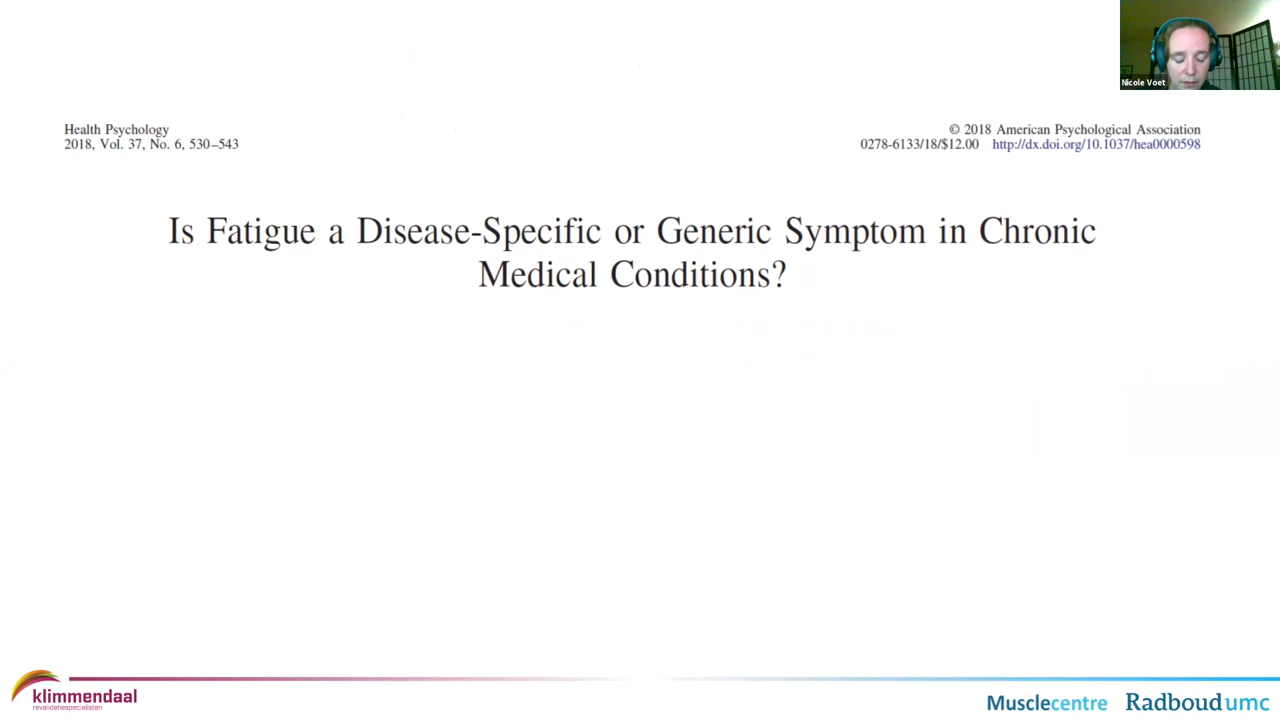 Nicole Voet
Health Psychology
2018, Vol. 37, No. 6, 530–543
© 2018 American Psychological Association
0278-6133/18/$12.00 http://dx.doi.org/10.1037/hea0000598
Is Fatigue a Disease-Specific or Generic Symptom in Chronic
Medical Conditions?
klimmendaal
revalidatiespecialisten
Musclecentre
Radboudumc